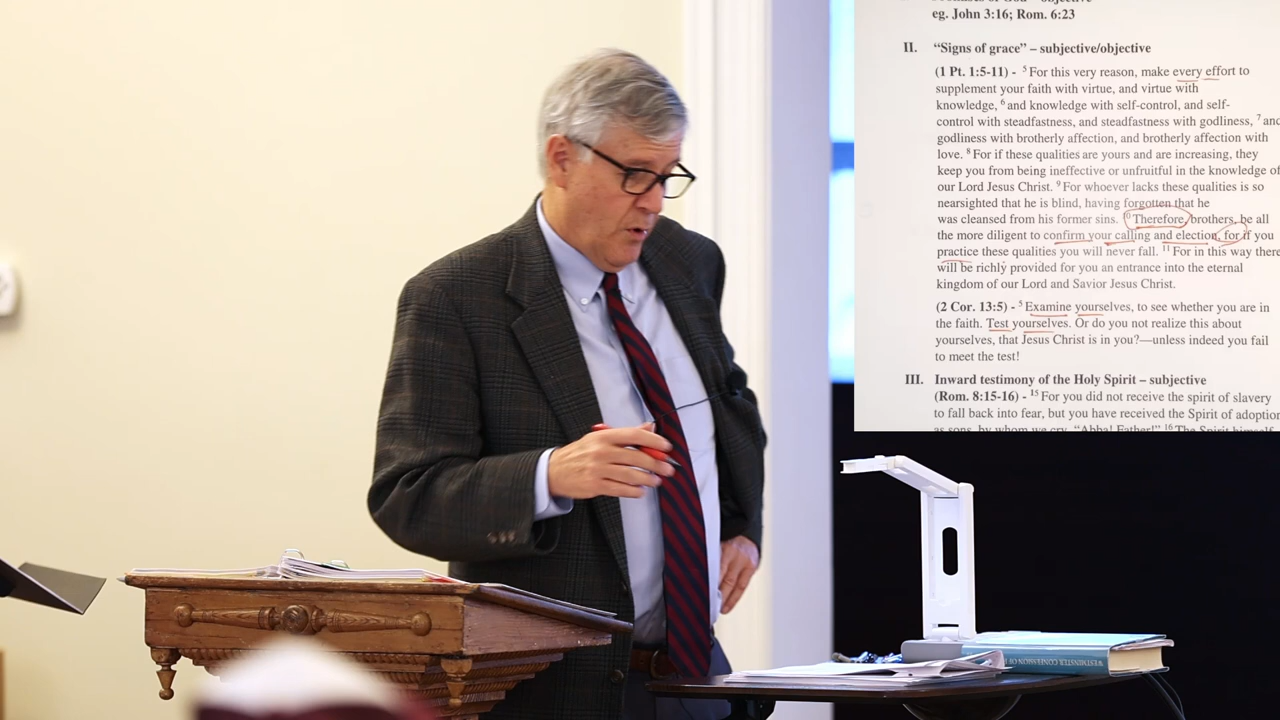 eg. John 3:16; Rom. 6:23
II. “Signs of grace” – subjective/objective
(1 Pt. 1:5-11) - ⁵ For this very reason, make every effort to
supplement your faith with virtue, and virtue with
knowledge, ⁶ and knowledge with self-control, and self-
control with steadfastness, and steadfastness with godliness, ⁷ and
godliness with brotherly affection, and brotherly affection with
love. ⁸ For if these qualities are yours and are increasing, they
keep you from being ineffective or unfruitful in the knowledge of
our Lord Jesus Christ. ⁹ For whoever lacks these qualities is so
nearsighted that he is blind, having forgotten that he
was cleansed from his former sins. ¹⁰ Therefore, brothers, be all
the more diligent to confirm your calling and election, for if you
practice these qualities you will never fall. ¹¹ For in this way there
will be richly provided for you an entrance into the eternal
kingdom of our Lord and Savior Jesus Christ.
(2 Cor. 13:5) - ⁵ Examine yourselves, to see whether you are in
the faith. Test yourselves. Or do you not realize this about
yourselves, that Jesus Christ is in you?—unless indeed you fail
to meet the test!
III. Inward testimony of the Holy Spirit – subjective
(Rom. 8:15-16) - ¹⁵ For you did not receive the spirit of slavery
to fall back into fear, but you have received the Spirit of adoption
as sons, by whom we cry, “Abba! Father!” ¹⁶ The Spirit himself
WESTMINSTER CONFESSION OF